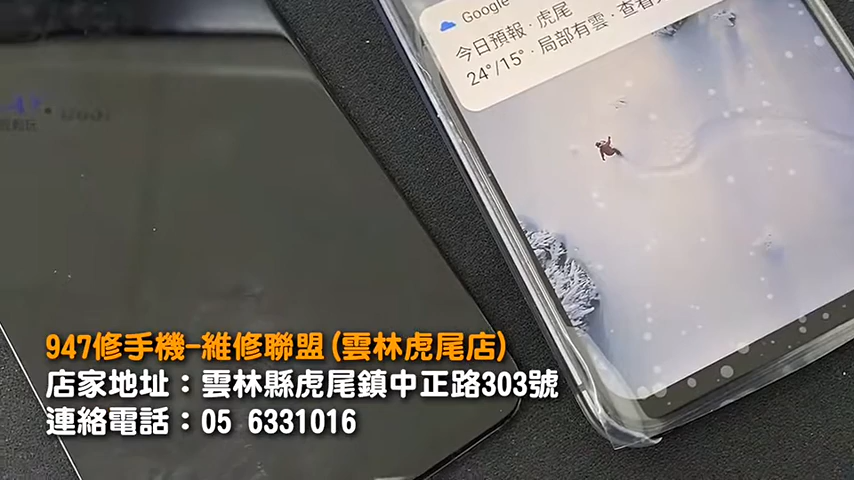 Google
今日預報·虎尾
24°/15°·局部有雲·查看
947修手機-維修聯盟(雲林虎尾店)
店家地址：雲林縣虎尾鎮中正路303號
連絡電話：05 6331016